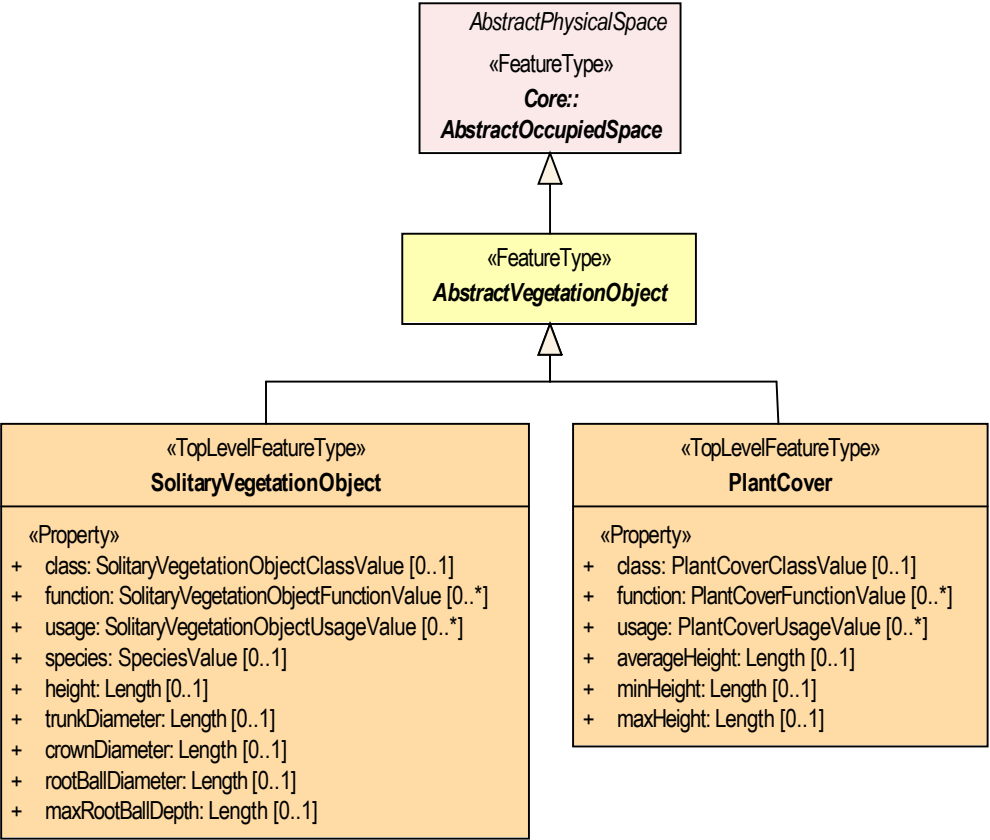 AbstractPhysicalSpace
«FeatureType»
Core::
AbstractOccupiedSpace
«FeatureType»
AbstractVegetationObject
«TopLevelFeatureType»
SolitaryVegetationObject
«Property»
+ class: SolitaryVegetationObjectClassValue [0..1]
+ function: SolitaryVegetationObjectFunctionValue [0..*]
+ usage: SolitaryVegetationObjectUsageValue [0..*]
+ species: SpeciesValue [0..1]
+ height: Length [0..1]
+ trunkDiameter: Length [0..1]
+ crownDiameter: Length [0..1]
+ rootBallDiameter: Length [0..1]
+ maxRootBallDepth: Length [0..1]
«TopLevelFeatureType»
PlantCover
«Property»
+ class: PlantCoverClassValue [0..1]
+ function: PlantCoverFunctionValue [0..*]
+ usage: PlantCoverUsageValue [0..*]
+ averageHeight: Length [0..1]
+ minHeight: Length [0..1]
+ maxHeight: Length [0..1]